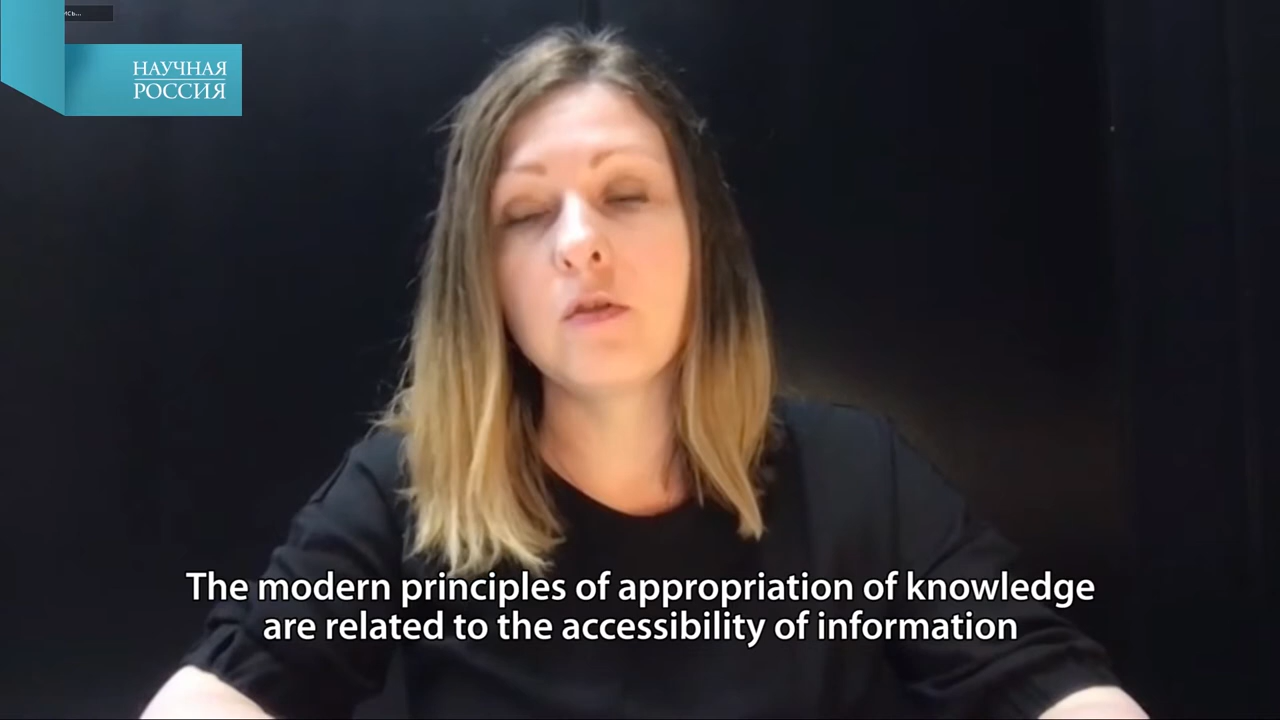 НАУЧНАЯ
РОССИЯ
The modern principles of appropriation of knowledge
are related to the accessibility of information